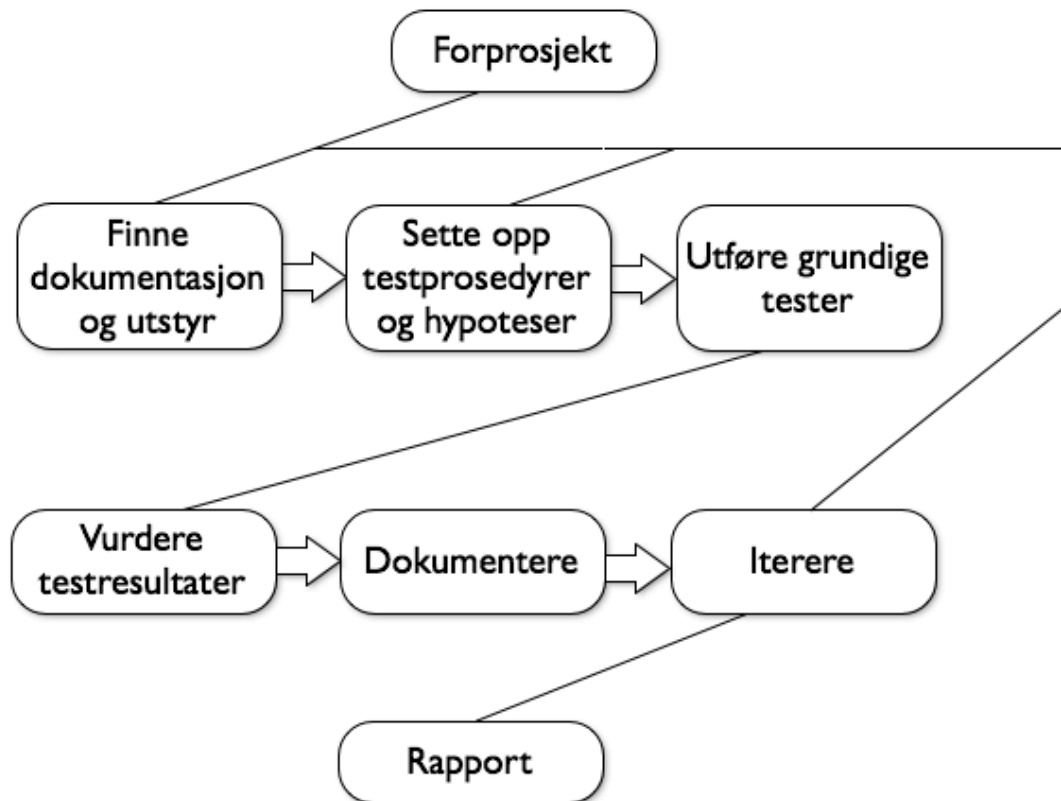 Forprosjekt
Finne
dokumentasjon
og utstyr
Sette opp
testprosedyrer
og hypoteser
Utføre grundige
tester
Vurdere
testresultater
Dokumentere
Iterere
Rapport